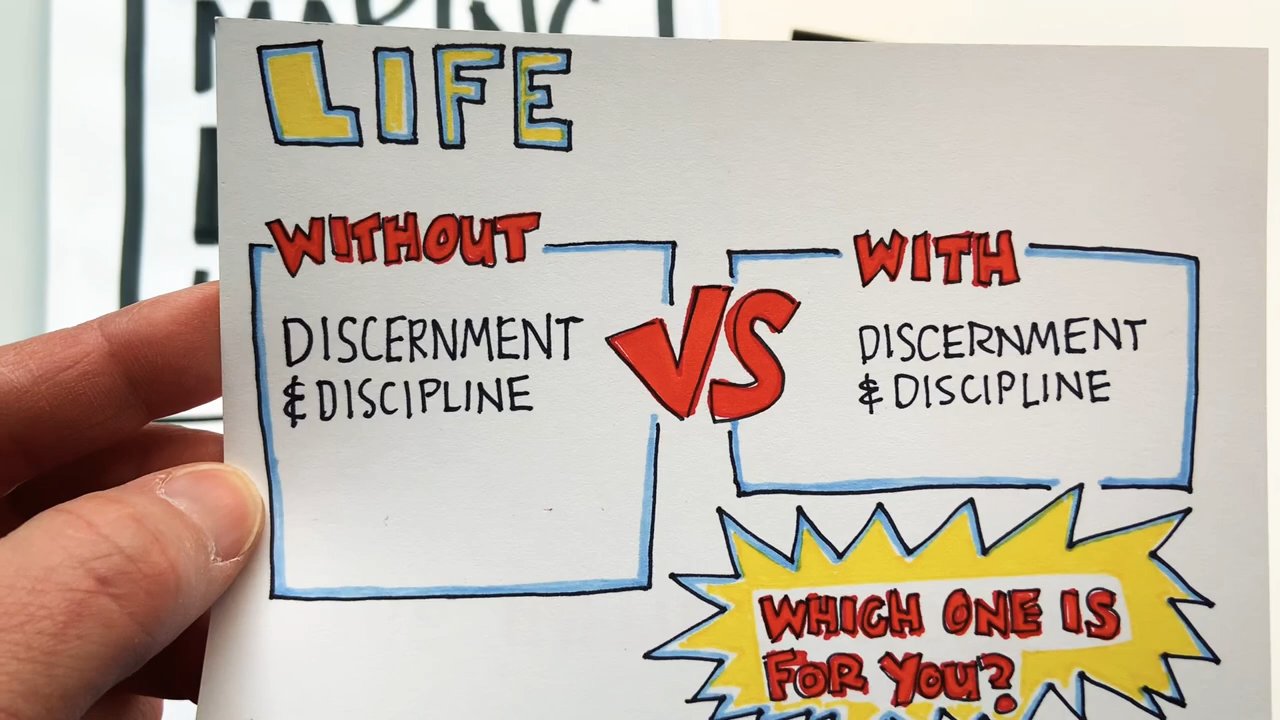 LIFE
WITHOUT
DISCERNMENT
& DISCIPLINE
VS
WITH
DISCERNMENT
& DISCIPLINE
WHICH ONE IS
FOR YOU?